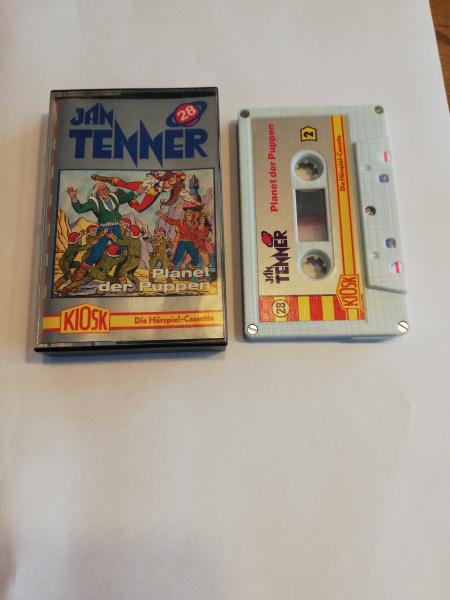 JAN
TENNER
28
Planet
der Puppen
KIOSK
Die Hörspiel-Cassette
28
JAN
TENNER
Planet der Puppen
2
KIOSK
Die Hörspiel-Cassette